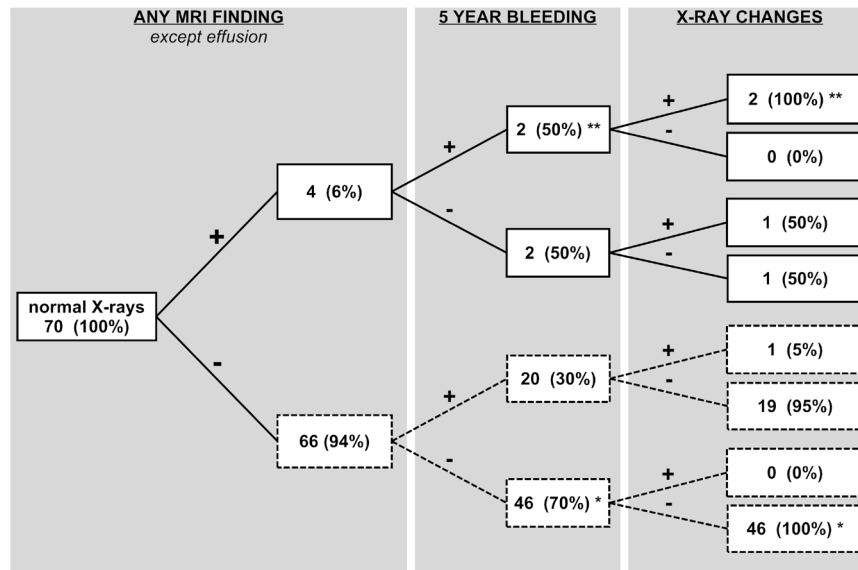 ANY MRI FINDING
except effusion
5 YEAR BLEEDING
X-RAY CHANGES
normal X-rays
70 (100%)
+
-
4 (6%)
66 (94%)
+
-
+
-
2 (50%) **
2 (50%)
20 (30%)
46 (70%) *
+
-
+
-
+
-
+
-
2 (100%) **
0 (0%)
1 (50%)
1 (50%)
1 (5%)
19 (95%)
0 (0%)
46 (100%) *